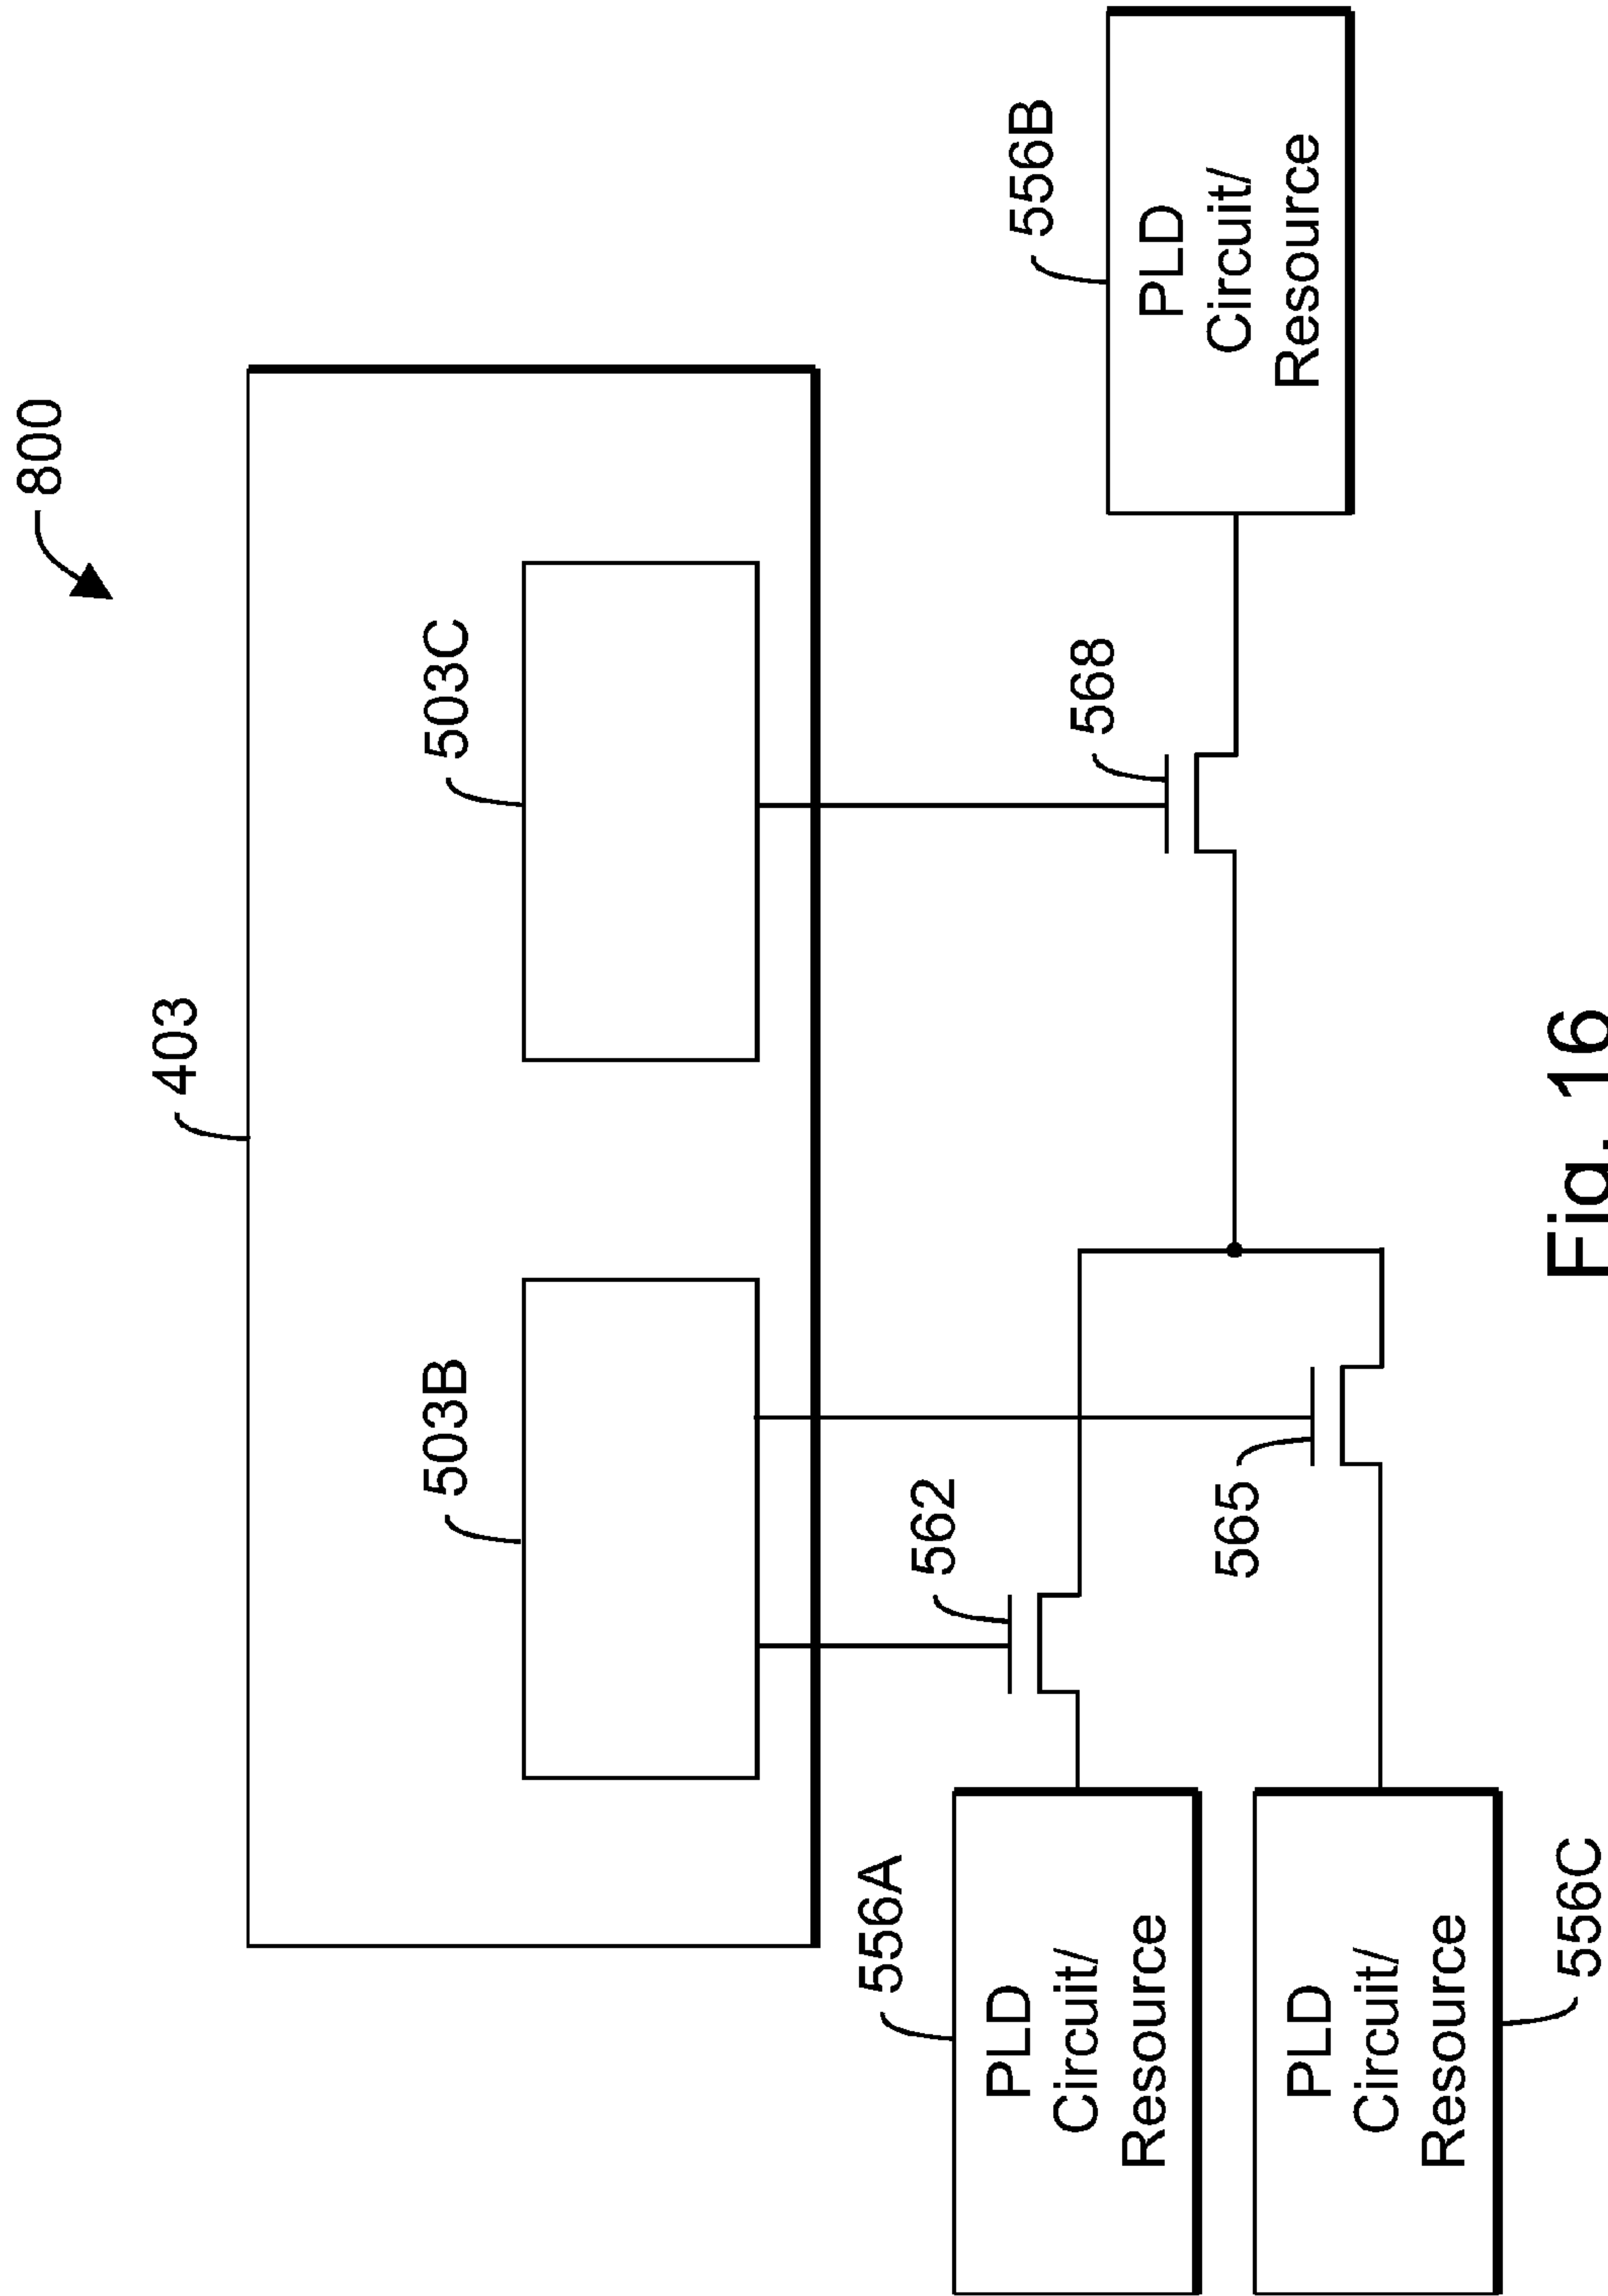 800
403
503B
503C
562
565
568
556A
PLD
Circuit/
Resource
556B
PLD
Circuit/
Resource
PLD
Circuit/
Resource
556C
Fig. 16